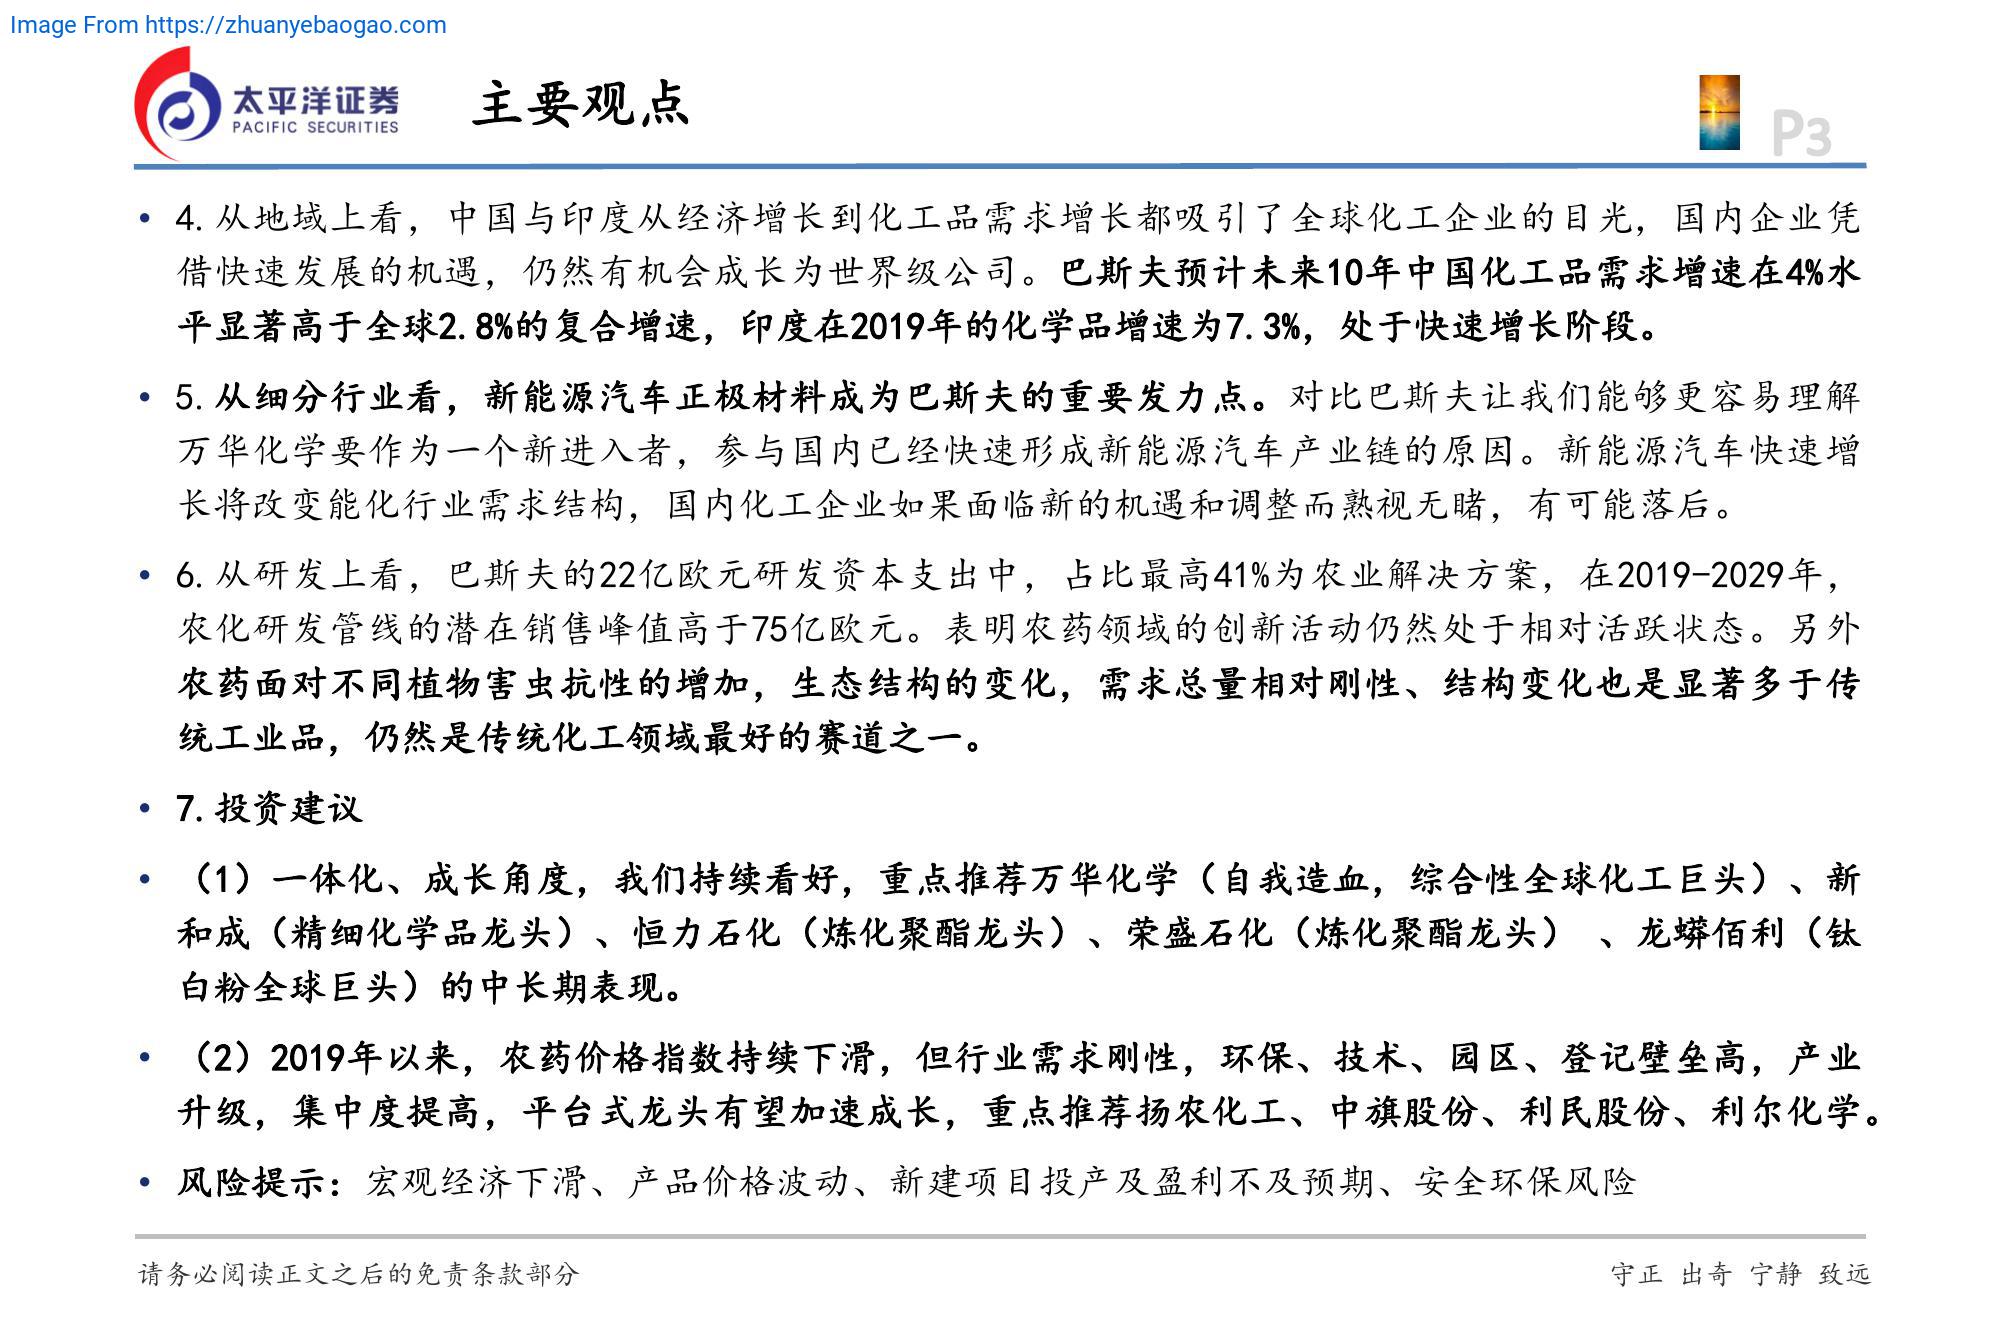 Image From https://zhuanyebaogao.com
太平洋证券
PACIFIC SECURITIES
主要观点
P3
• 4. 从地域上看，中国与印度从经济增长到化工品需求增长都吸引了全球化工企业的目光，国内企业凭
借快速发展的机遇，仍然有机会成长为世界级公司。巴斯夫预计未来10年中国化工品需求增速在4%水
平显著高于全球2.8%的复合增速，印度在2019年的化学品增速为7.3%，处于快速增长阶段。
• 5. 从细分行业看，新能源汽车正极材料成为巴斯夫的重要发力点。对比巴斯夫让我们能够更容易理解
万华化学要作为一个新进入者，参与国内已经快速形成新能源汽车产业链的原因。新能源汽车快速增
长将改变能化行业需求结构，国内化工企业如果面临新的机遇和调整而熟视无睹，有可能落后。
• 6. 从研发上看，巴斯夫的22亿欧元研发资本支出中，占比最高41%为农业解决方案，在2019-2029年，
农化研发管线的潜在销售峰值高于75亿欧元。表明农药领域的创新活动仍然处于相对活跃状态。另外
农药面对不同植物害虫抗性的增加，生态结构的变化，需求总量相对刚性、结构变化也是显著多于传
统工业品，仍然是传统化工领域最好的赛道之一。
• 7. 投资建议
• （1）一体化、成长角度，我们持续看好，重点推荐万华化学（自我造血，综合性全球化工巨头）、新
和成（精细化学品龙头）、恒力石化（炼化聚酯龙头）、荣盛石化（炼化聚酯龙头） 、龙蟒佰利（钛
白粉全球巨头）的中长期表现。
• （2）2019年以来，农药价格指数持续下滑，但行业需求刚性，环保、技术、园区、登记壁垒高，产业
升级，集中度提高，平台式龙头有望加速成长，重点推荐扬农化工、中旗股份、利民股份、利尔化学。
• 风险提示：宏观经济下滑、产品价格波动、新建项目投产及盈利不及预期、安全环保风险
请务必阅读正文之后的免责条款部分
守正 出奇 宁静 致远